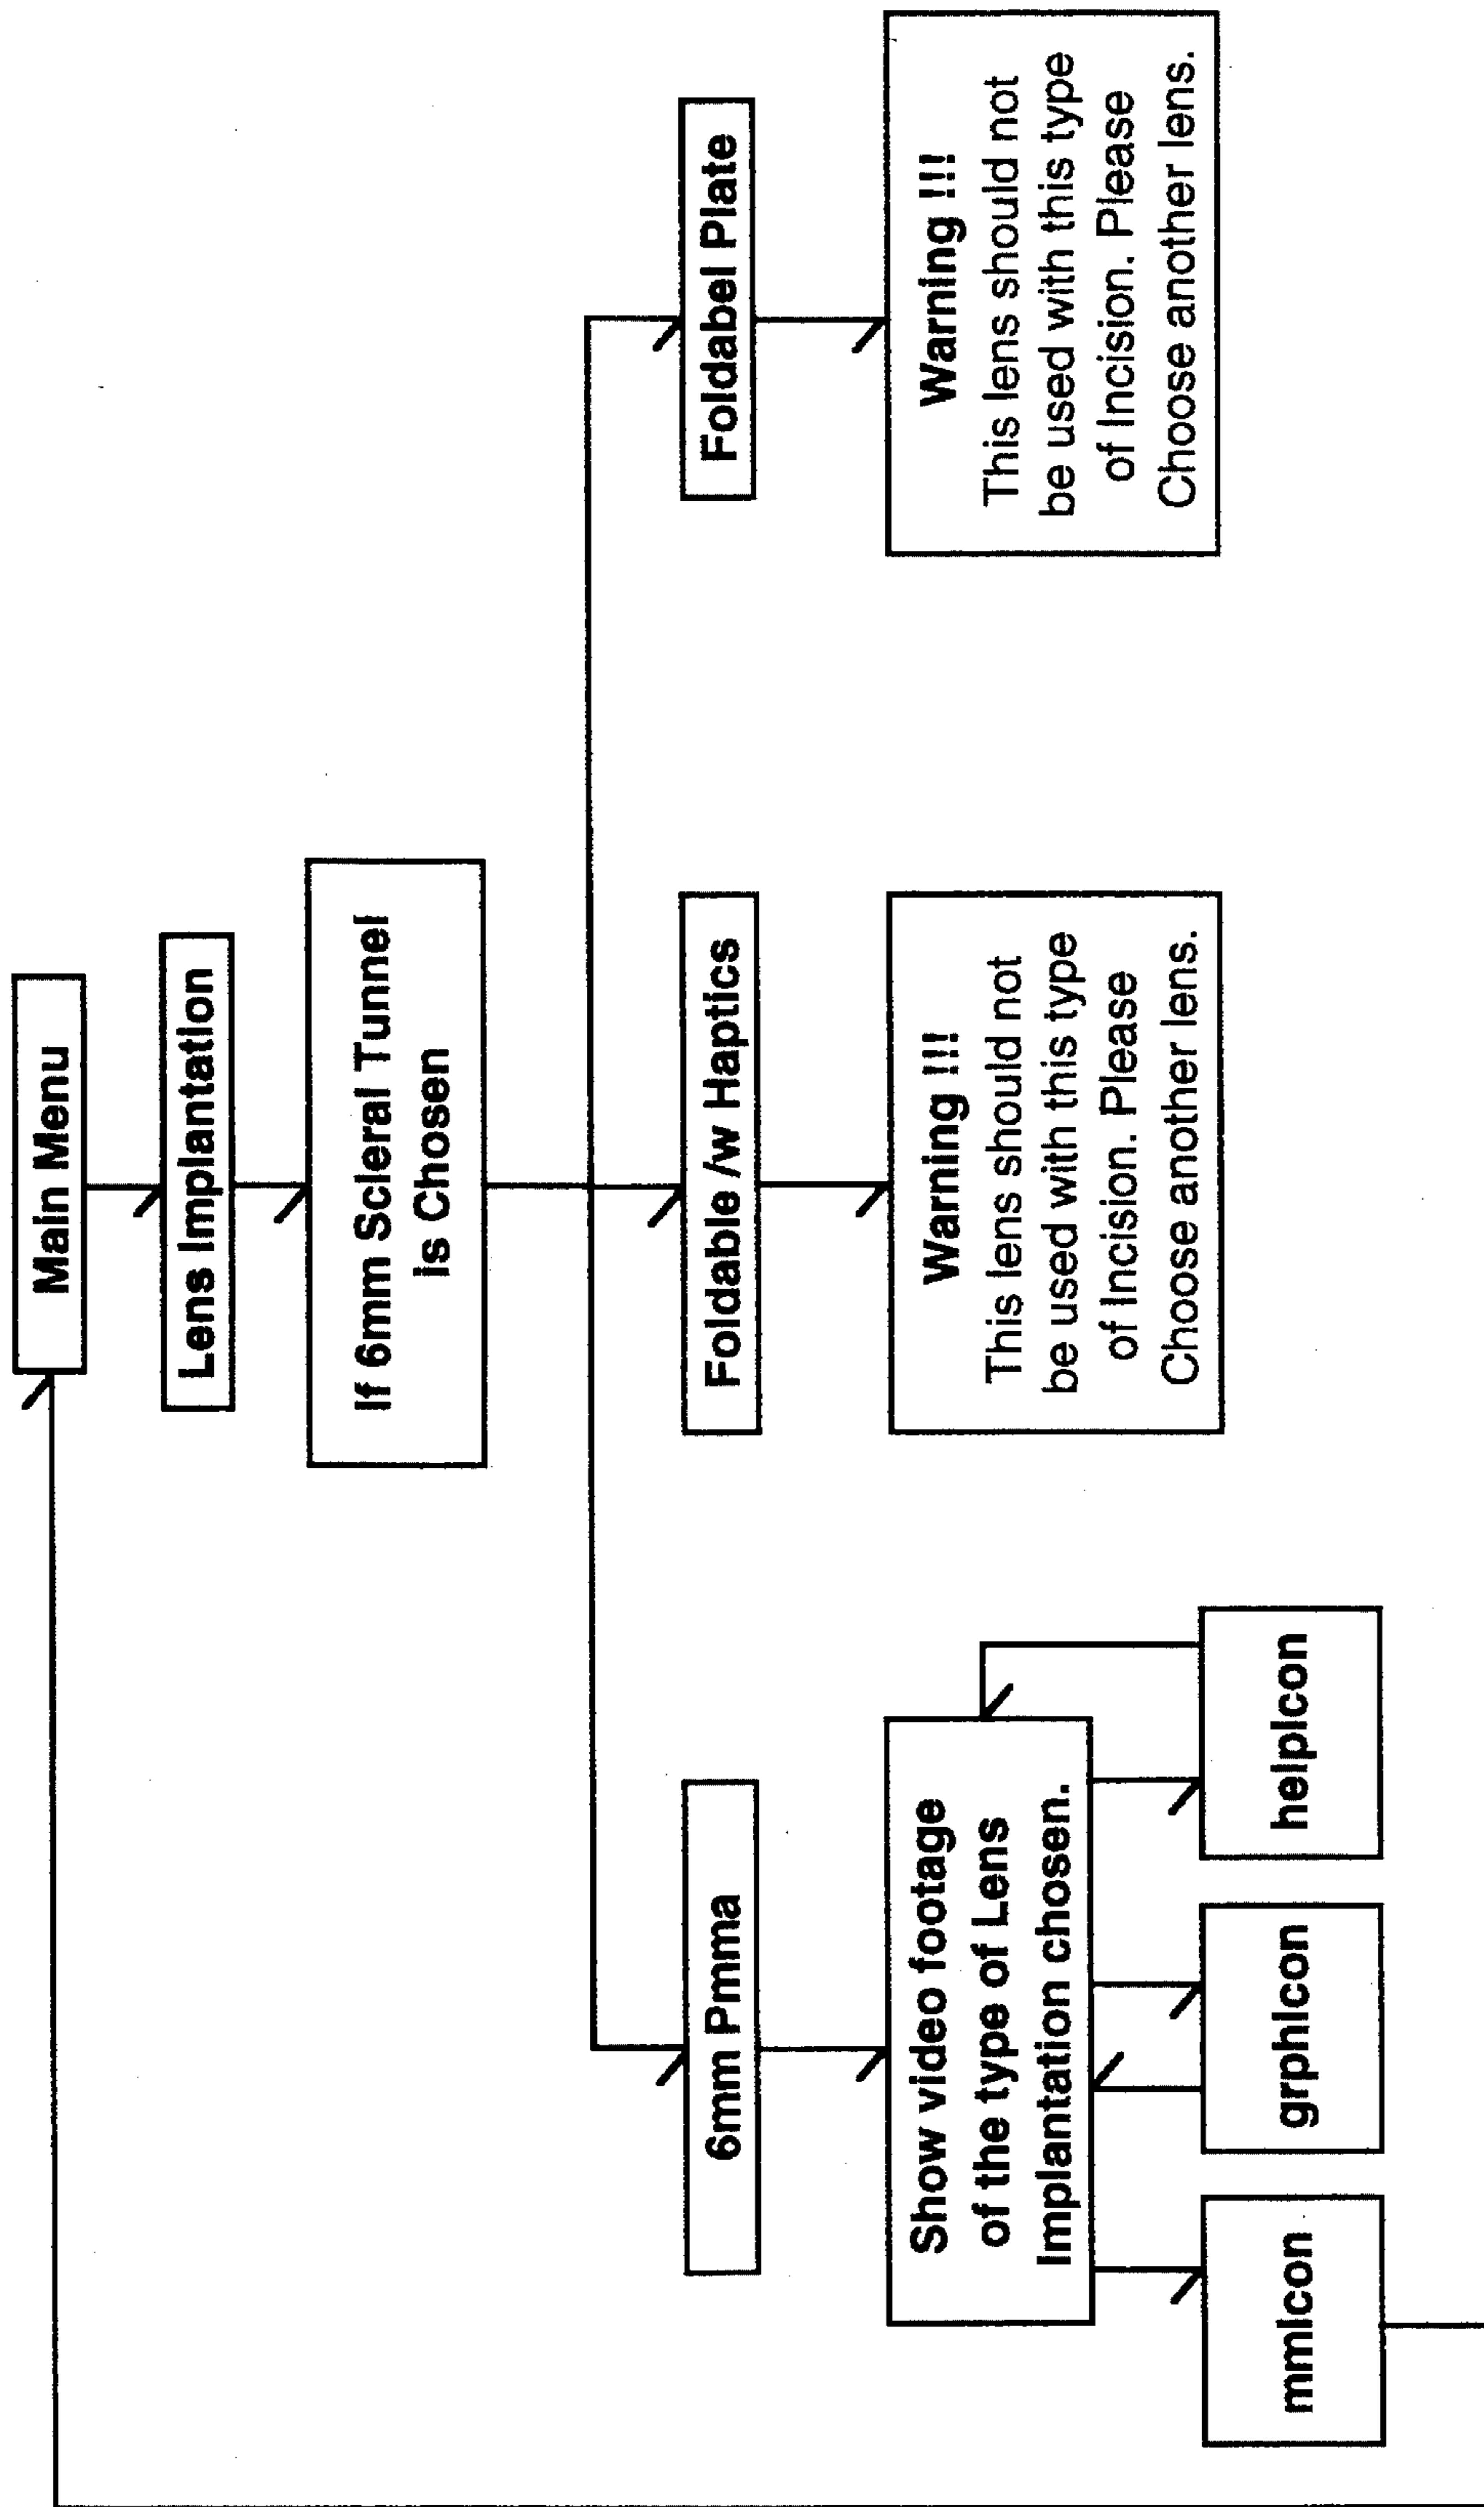 Main Menu
Lens Implantation
If 6mm Scleral Tunnel
is Chosen
6mm Pmma
Foldable /w Haptics
Foldabel Plate
Show video footage
of the type of Lens
Implantation chosen.
Warning !!!
This lens should not
be used with this type
of Incision. Please
Choose another lens.
Warning !!!
This lens should not
be used with this type
of Incision. Please
Choose another lens.
mmIcon
grphIcon
helpIcon